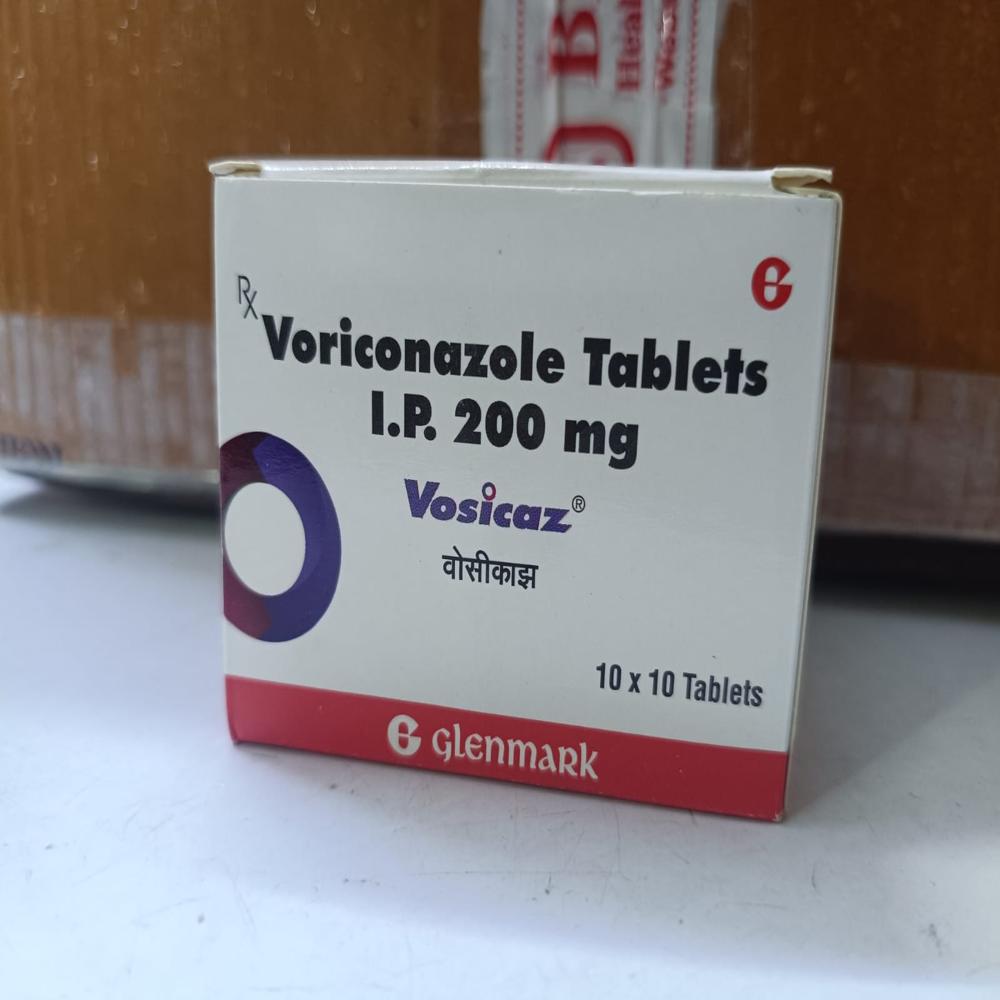 Rx
Voriconazole Tablets
I.P. 200 mg
Vosicaz®
वोसीकाझ
10 x 10 Tablets
glenmark